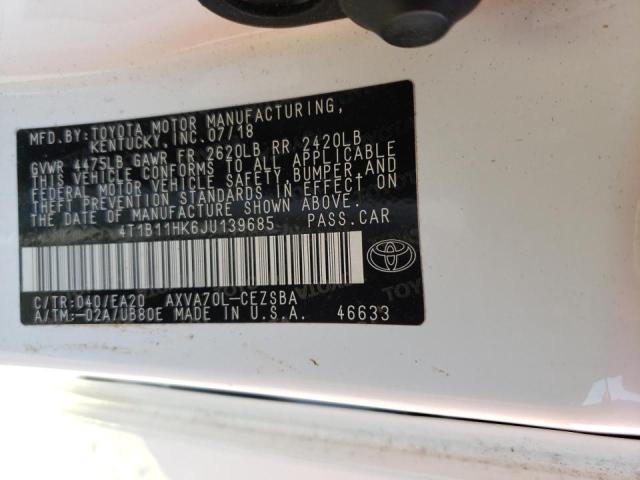 MFD.BY:TOYOTA MOTOR MANUFACTURING,
KENTUCKY, INC.07/18
GVWR 4475LB GAWR FR 2620LB RR 2420LB
THIS VEHICLE CONFORMS TO ALL APPLICABLE
FEDERAL MOTOR VEHICLE SAFETY, BUMPER,AND
THEFT PREVENTION STANDARDS IN EFFECT ON
THE DATE OF MANUFACTURE SHOWN ABOVE.
4T1B11HK6JU139685 PASS.CAR
C/TR:040/EA20 AXVA70L-CEZSBA
A/TM:-02A/UB80E MADE IN U.S.A. 46633